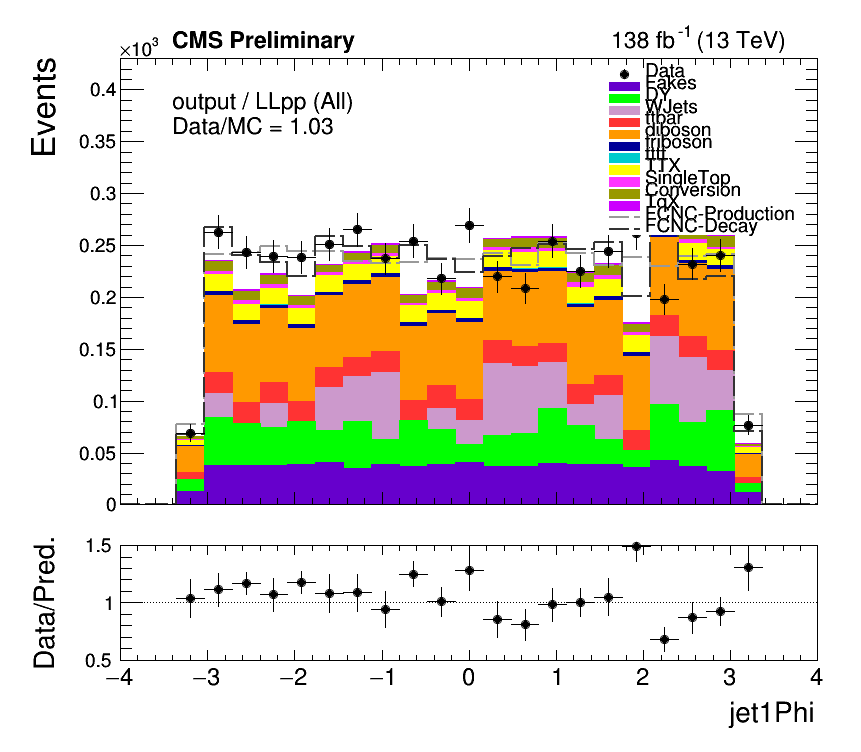 ×10³ CMS Preliminary 138 fb⁻¹ (13 TeV)
Events
output / LLpp (All)
Data/MC = 1.03
Data
Fakes
DY
WJets
ttbar
diboson
triboson
tttt
TTX
SingleTop
Conversion
TqX
FCNC-Production
FCNC-Decay
0.4
0.35
0.3
0.25
0.2
0.15
0.1
0.05
0
Data/Pred.
1.5
1
0.5
−4 −3 −2 −1 0 1 2 3 4
jet1Phi